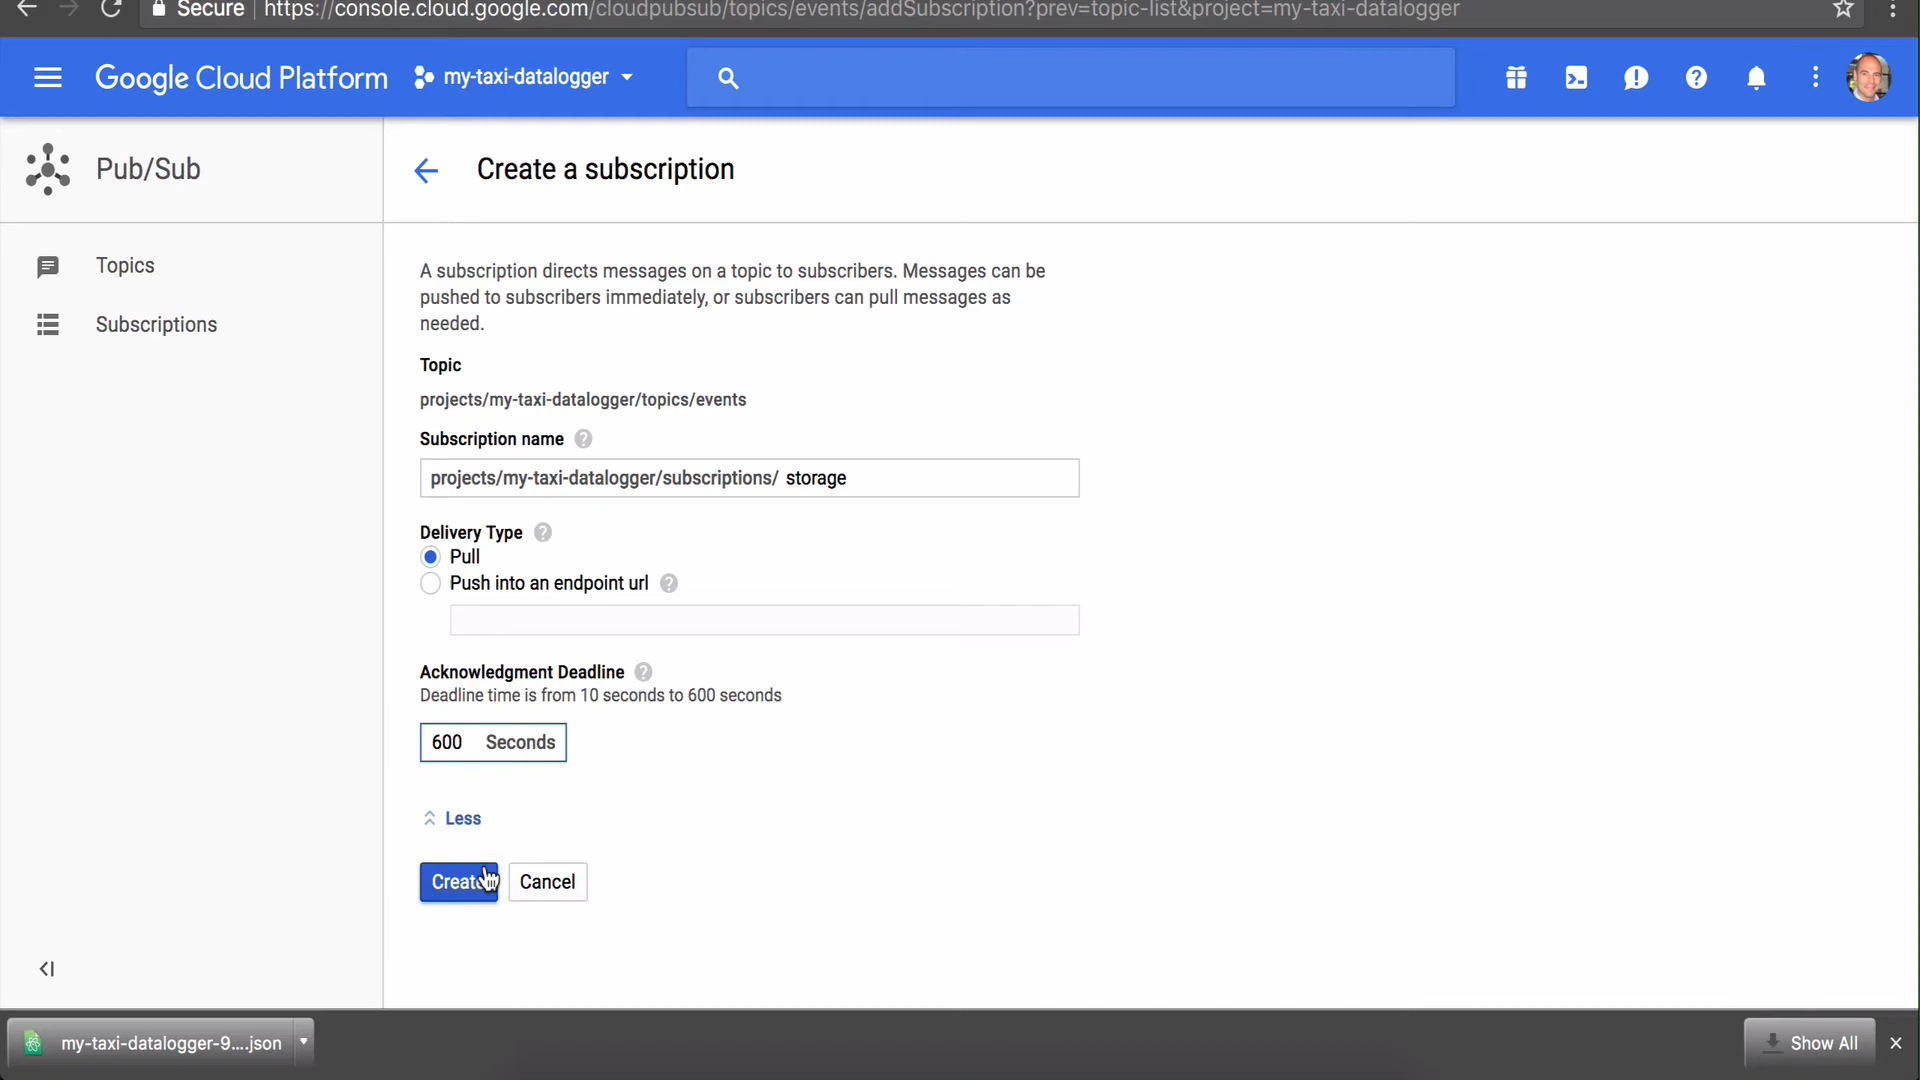 Secure https://console.cloud.google.com/cloudpubsub/topics/events/addSubscription?prev=topic-list&project=my-taxi-datalogger
Google Cloud Platform my-taxi-datalogger
Pub/Sub
Create a subscription
Topics
Subscriptions
A subscription directs messages on a topic to subscribers. Messages can be
pushed to subscribers immediately, or subscribers can pull messages as
needed.
Topic
projects/my-taxi-datalogger/topics/events
Subscription name ?
projects/my-taxi-datalogger/subscriptions/ storage
Delivery Type ?
Pull
Push into an endpoint url ?
Acknowledgment Deadline ?
Deadline time is from 10 seconds to 600 seconds
600 Seconds
Less
Create Cancel
my-taxi-datalogger-9....json
Show All